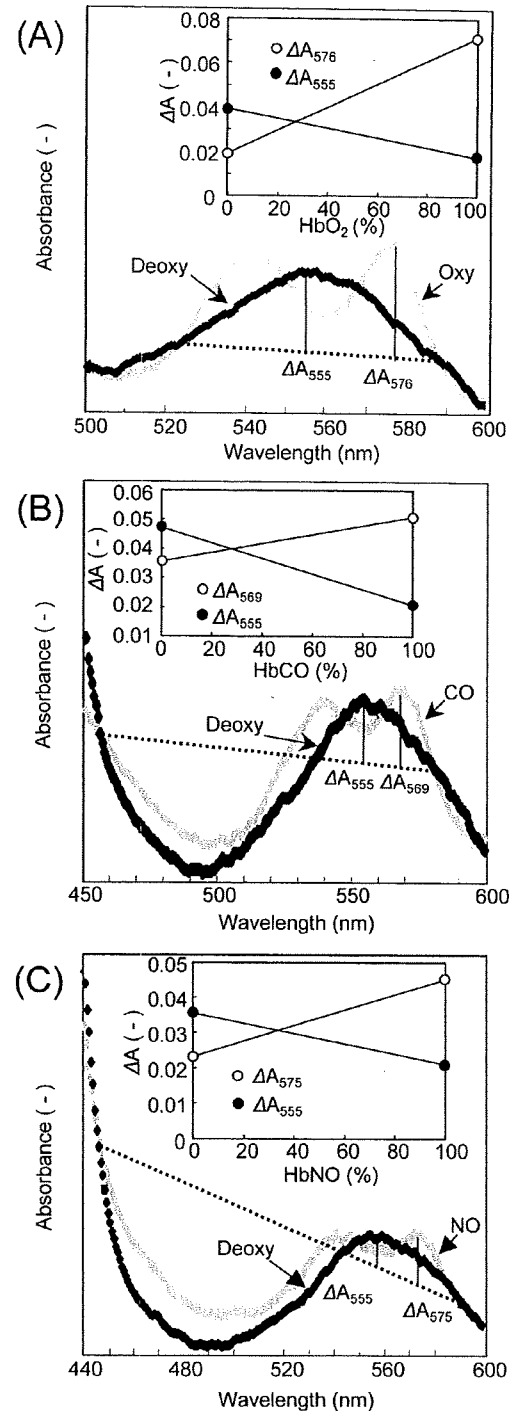 (A)
0.08
0.06
0.04
0.02
0
ΔA ( - )
ΔA576
ΔA555
0 20 40 60 80 100
HbO2 (%)
Absorbance ( - )
Deoxy
Oxy
ΔA555
ΔA576
500 520 540 560 580 600
Wavelength (nm)
(B)
0.06
0.05
0.04
0.03
0.02
0.01
ΔA ( - )
ΔA569
ΔA555
0 20 40 60 80 100
HbCO (%)
Absorbance ( - )
Deoxy
CO
ΔA555 ΔA569
450 500 550 600
Wavelength (nm)
(C)
0.05
0.04
0.03
0.02
0.01
0
ΔA ( - )
ΔA575
ΔA555
0 20 40 60 80 100
HbNO (%)
Absorbance ( - )
Deoxy
NO
ΔA555
ΔA575
440 480 520 560 600
Wavelength (nm)